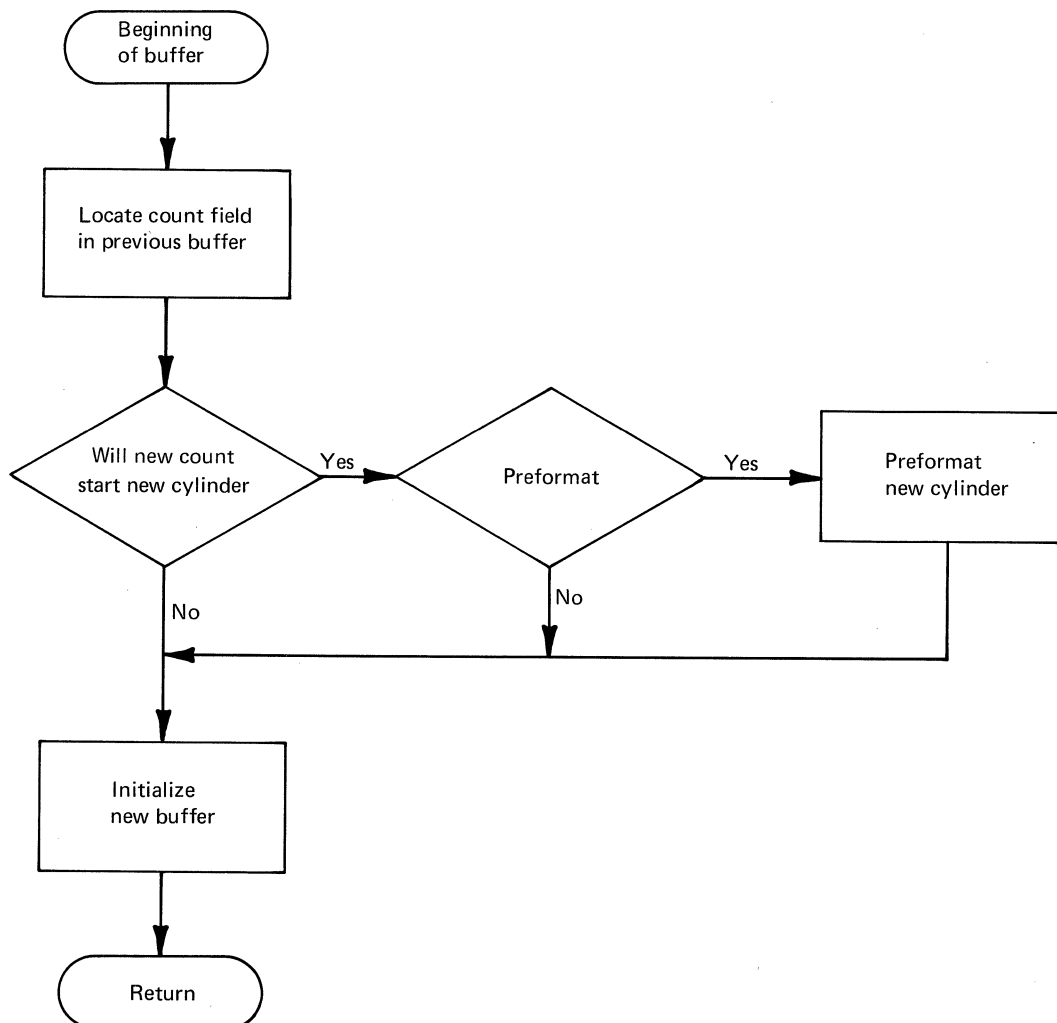 Beginning
of buffer
Locate count field
in previous buffer
Will new count
start new cylinder
Yes
Preformat
Yes
Preformat
new cylinder
No
No
Initialize
new buffer
Return